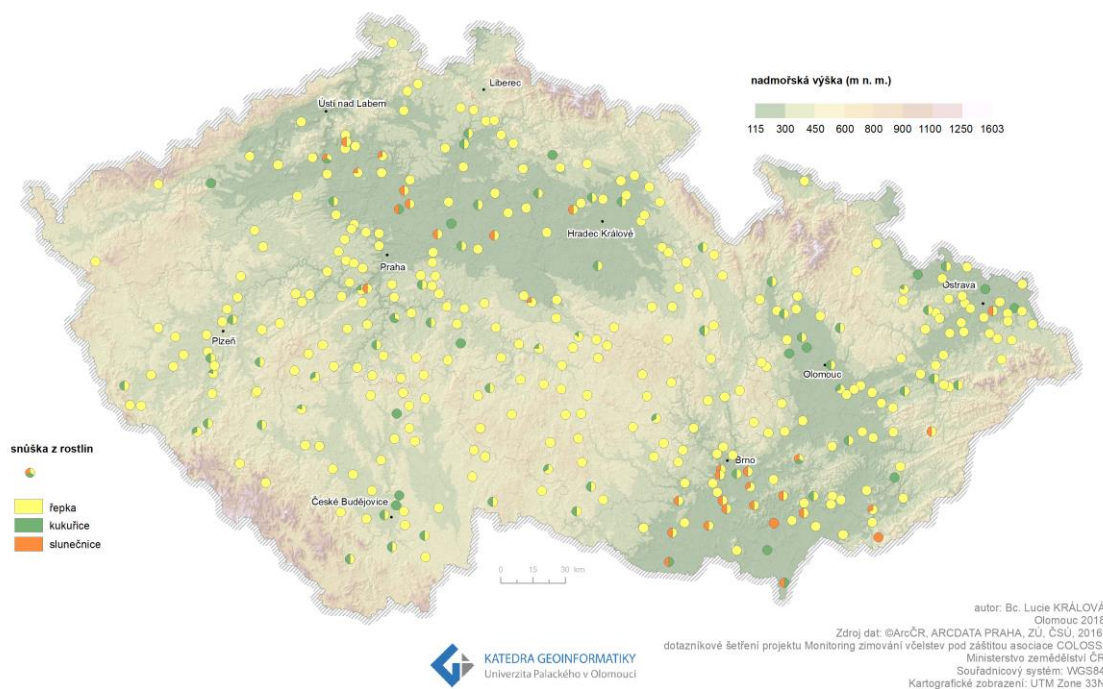 Liberec
nadmořská výška (m n. m.)
Ústí nad Labem
115 300 450 600 800 900 1100 1250 1603
Hradec Králové
Praha
Ostrava
Plzeň
Olomouc
snůška z rostlin
Brno
České Budějovice
řepka
kukuřice
slunečnice
0 15 30 km
autor: Bc. Lucie KRÁLOVÁ
Olomouc 2018
Zdroj dat: ©ArcČR, ARCDATA PRAHA, ZÚ, ČSÚ, 2016
dotazníkové šetření projektu Monitoring zimování včelstev pod záštitou asociace COLOSS
Ministerstvo zemědělství ČR
Souřadnicový systém: WGS84
Kartografické zobrazení: UTM Zone 33N
KATEDRA GEOINFORMATIKY
Univerzita Palackého v Olomouci